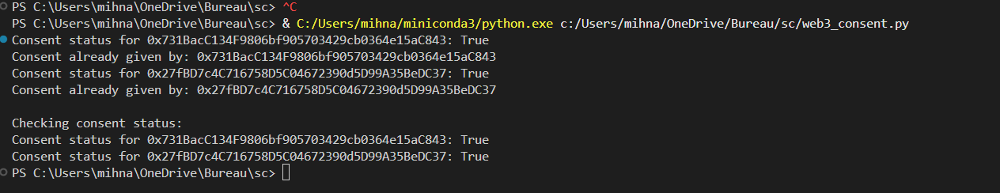 PS C:\Users\mihna\OneDrive\Bureau\sc> ^C
PS C:\Users\mihna\OneDrive\Bureau\sc> & C:/Users/mihna/miniconda3/python.exe c:/Users/mihna/OneDrive/Bureau/sc/web3_consent.py
Consent status for 0x731BacC134F9806bf905703429cb0364e15aC843: True
Consent already given by: 0x731BacC134F9806bf905703429cb0364e15aC843
Consent status for 0x27fBD7c4C716758D5C04672390d5D99A35BeDC37: True
Consent already given by: 0x27fBD7c4C716758D5C04672390d5D99A35BeDC37

Checking consent status:
Consent status for 0x731BacC134F9806bf905703429cb0364e15aC843: True
Consent status for 0x27fBD7c4C716758D5C04672390d5D99A35BeDC37: True
PS C:\Users\mihna\OneDrive\Bureau\sc>